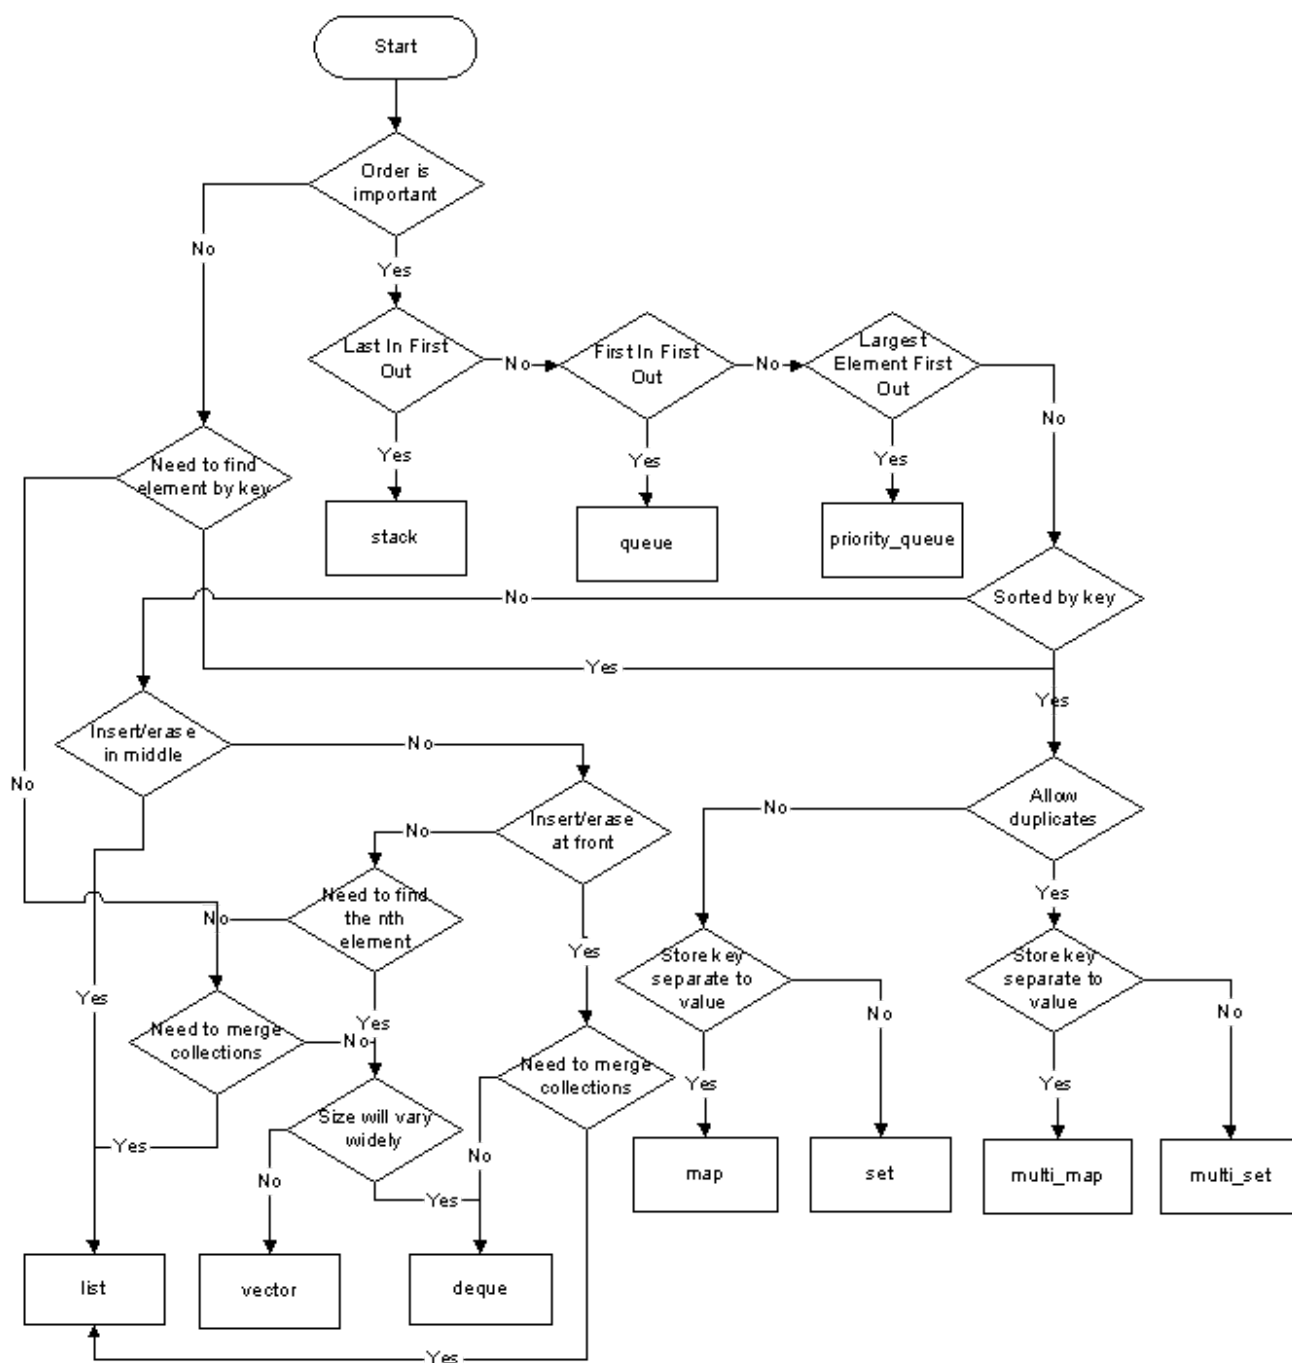 Start
Order is
important
No
Yes
Last In First
Out
No
First In First
Out
No
Largest
Element First
Out
No
Yes
Yes
Yes
Need to find
element by key
stack
queue
priority_queue
No
Sorted by key
Yes
Yes
Insert/erase
in middle
No
No
Insert/erase
at front
No
Allow
duplicates
No
Need to find
the nth
element
No
Yes
Yes
Store key
separate to
value
Store key
separate to
value
Yes
Yes
No
No
Need to merge
collections
No
Need to merge
collections
Yes
Yes
Size will vary
widely
Yes
No
No
Yes
map
set
multi_map
multi_set
list
vector
deque
Yes